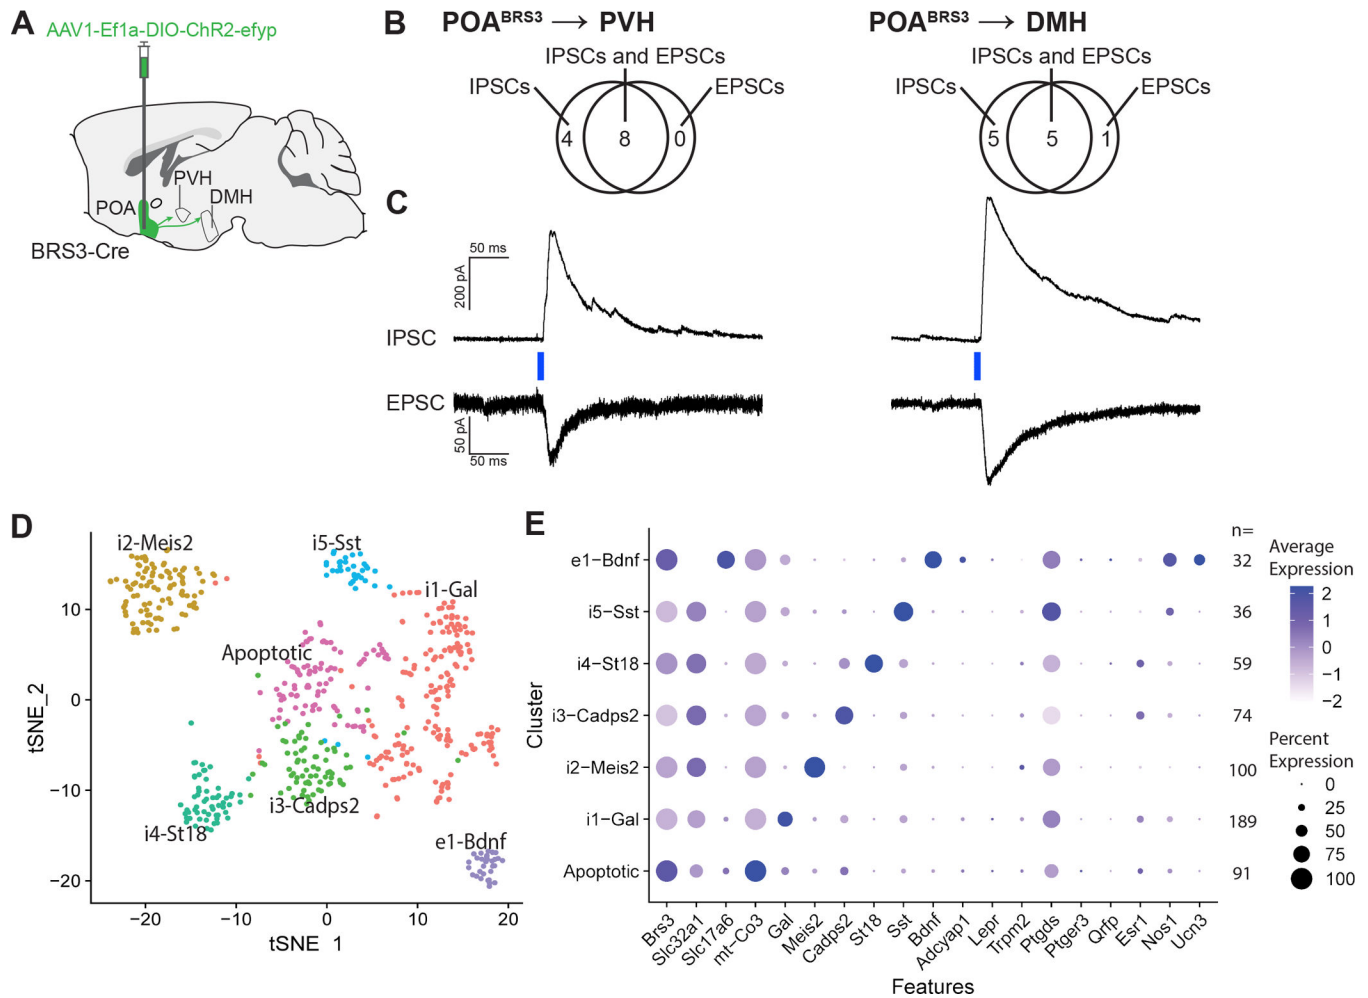 A
AAV1-Ef1a-DIO-ChR2-efyp
PVH
DMH
POA
BRS3-Cre
B
POA^BRS3 → PVH
IPSCs and EPSCs
IPSCs
EPSCs
4
8
0
POA^BRS3 → DMH
IPSCs and EPSCs
IPSCs
EPSCs
5
5
1
C
50 ms
200 pA
IPSC
EPSC
50 pA
50 ms
D
i2-Meis2
i5-Sst
i1-Gal
Apoptotic
i3-Cadps2
i4-St18
e1-Bdnf
10
0
−10
−20
tSNE_2
−20
−10
0
10
20
tSNE_1
E
n=
e1−Bdnf
32
i5−Sst
36
i4−St18
59
i3−Cadps2
74
i2−Meis2
100
i1−Gal
189
Apoptotic
91
Cluster
Brs3
Slc32a1
Slc17a6
mt−Co3
Gal
Meis2
Cadps2
St18
Sst
Bdnf
Adcyap1
Lepr
Trpm2
Ptgds
Ptger3
Qrfp
Esr1
Nos1
Ucn3
Features
Average
Expression
2
1
0
−1
−2
Percent
Expression
0
25
50
75
100